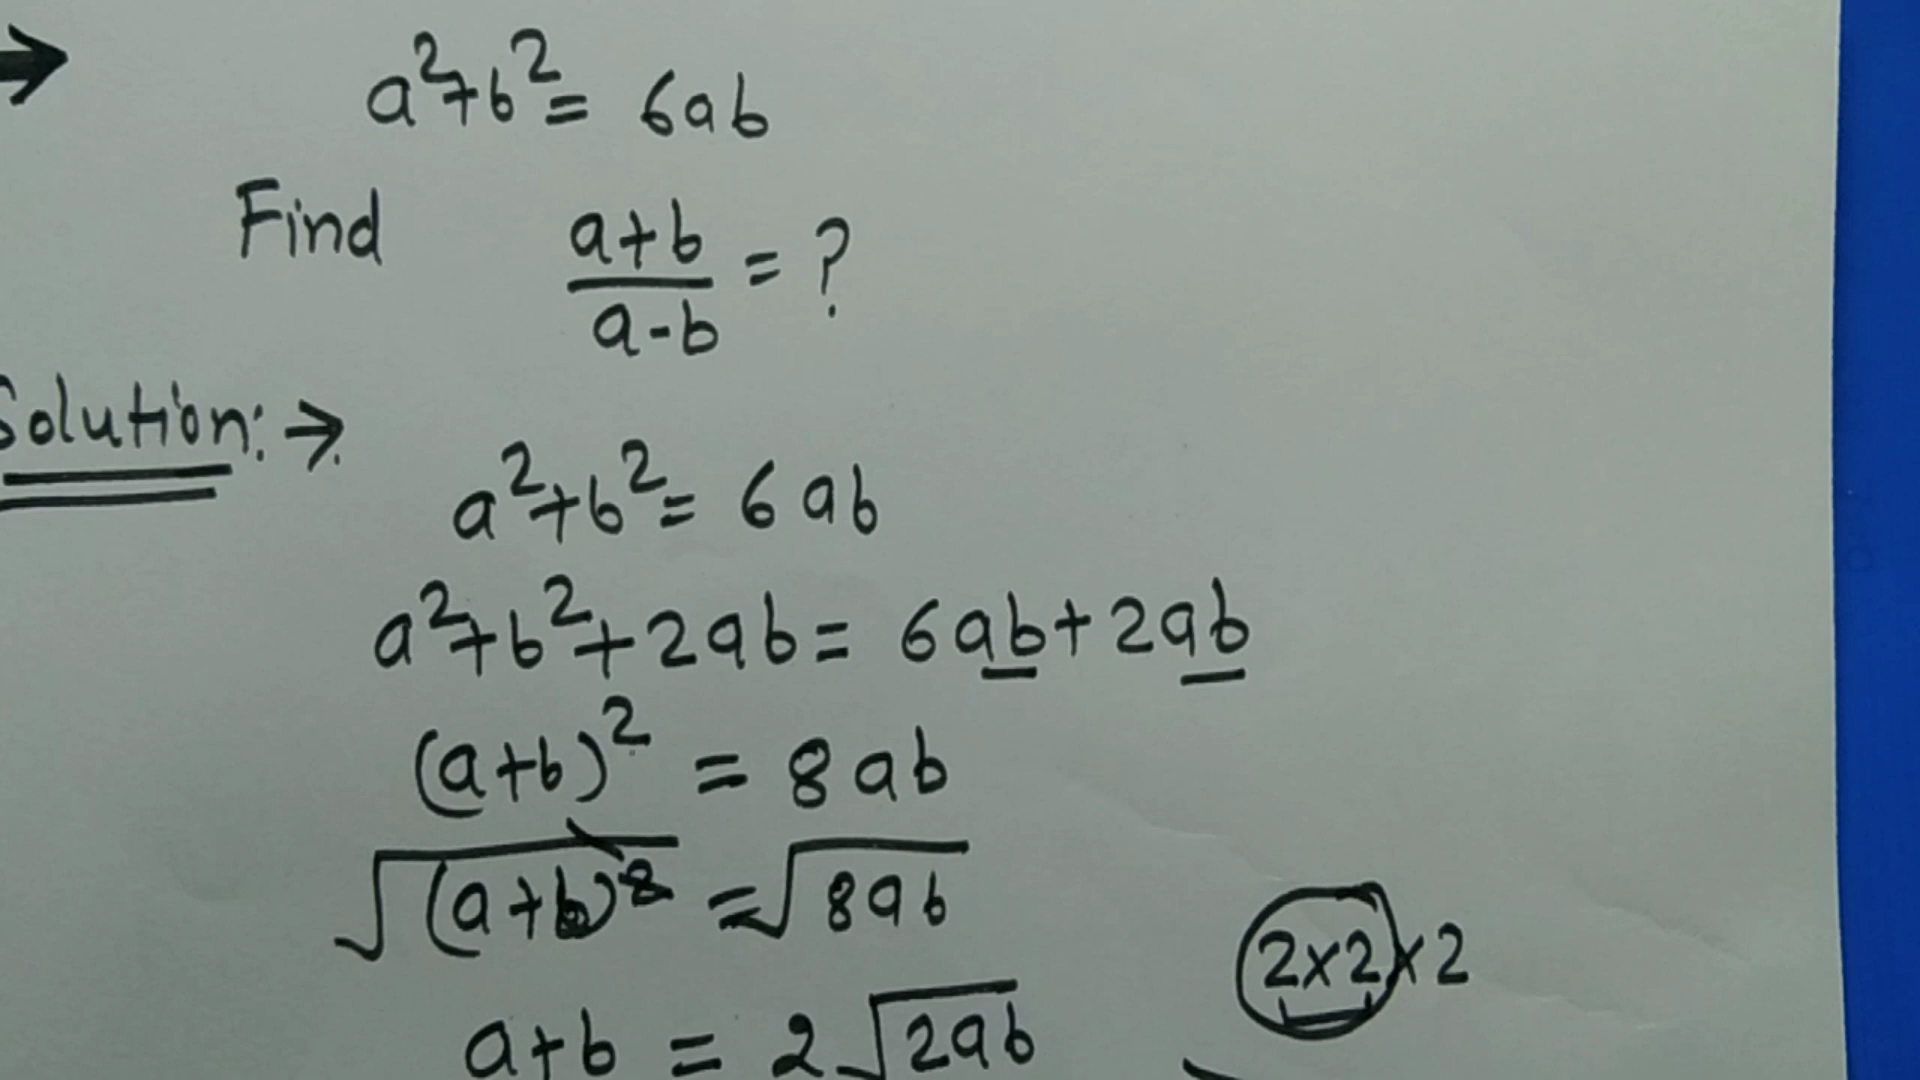 →
a²+b²= 6ab
Find (a+b)/(a-b) = ?
Solution:→
a²+b²= 6ab
a²+b²+2ab= 6ab+2ab
(a+b)² = 8ab
√(a+b)² = √8ab
2×2×2
a+b = 2√2ab